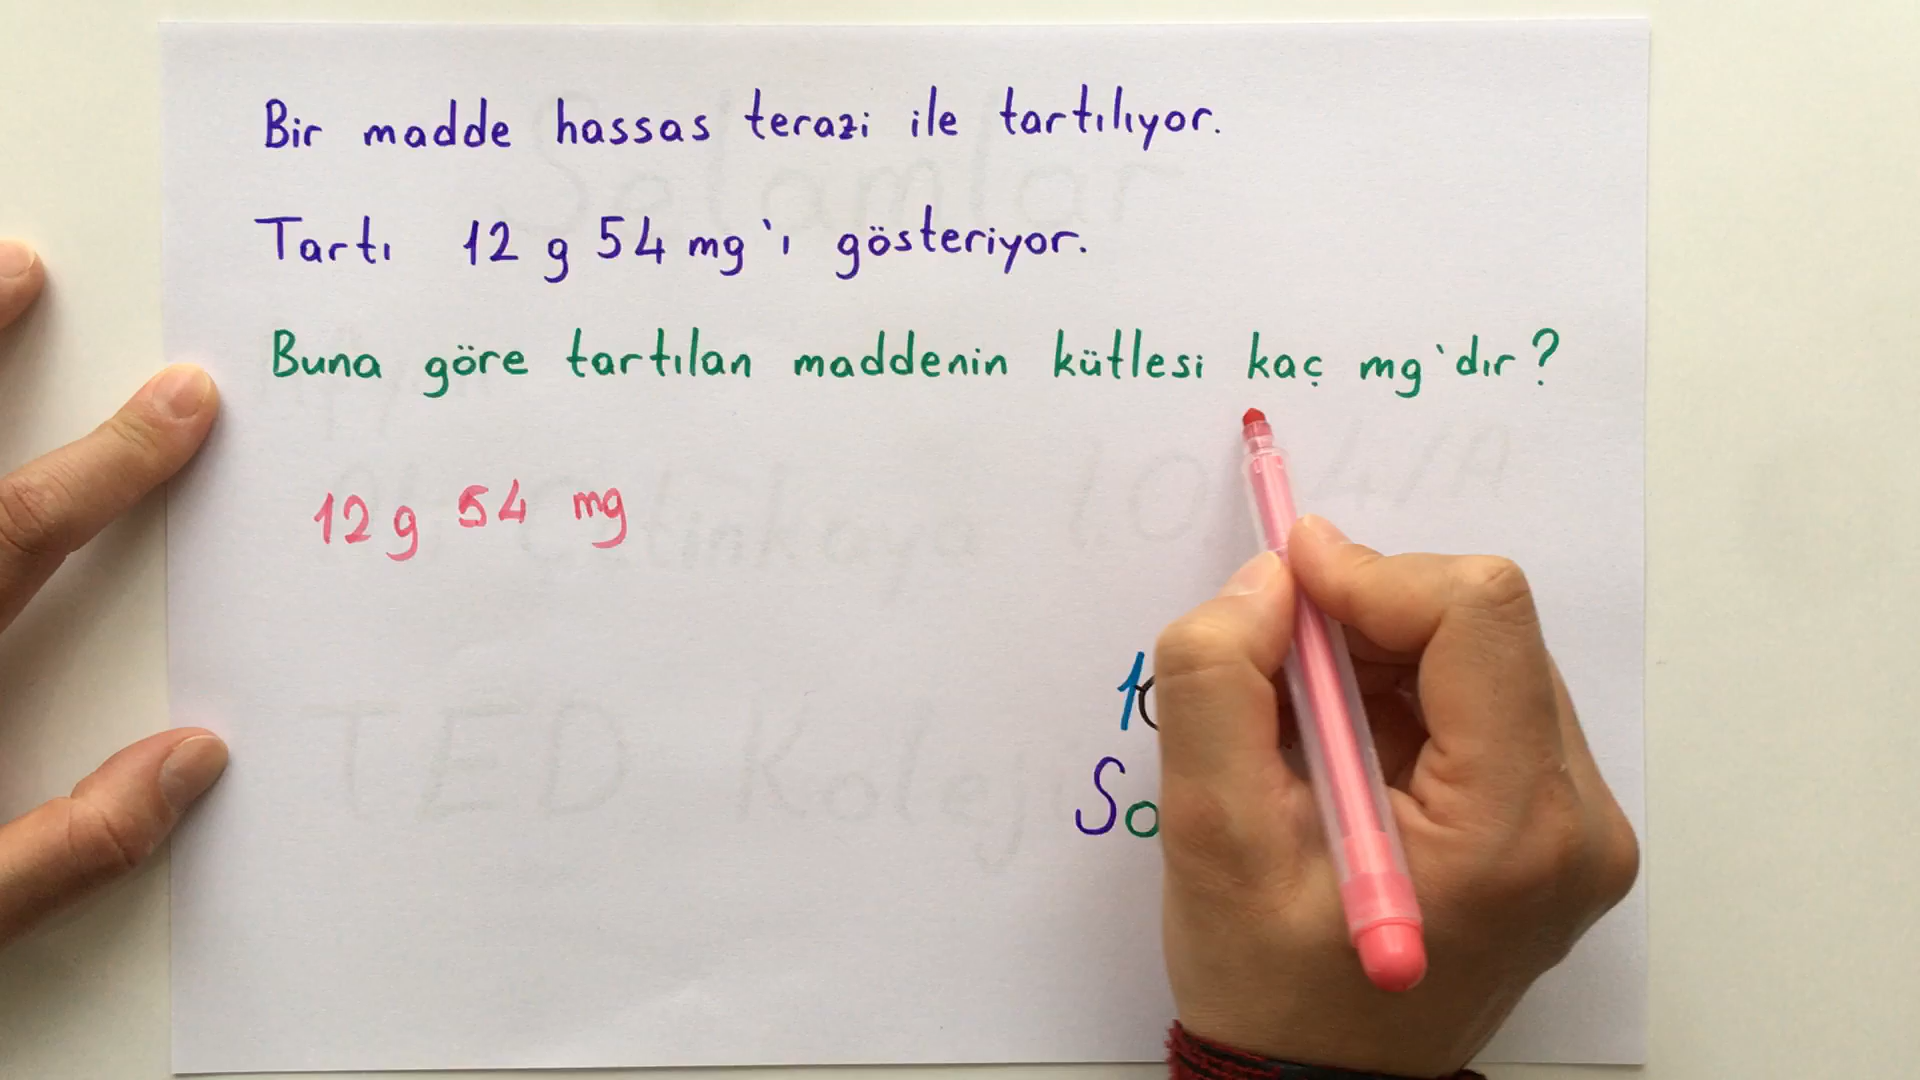 Bir madde hassas terazi ile tartılıyor.
Tartı 12 g 54 mg'ı gösteriyor.
Buna göre tartılan maddenin kütlesi kaç mg'dır?
12 g 54 mg